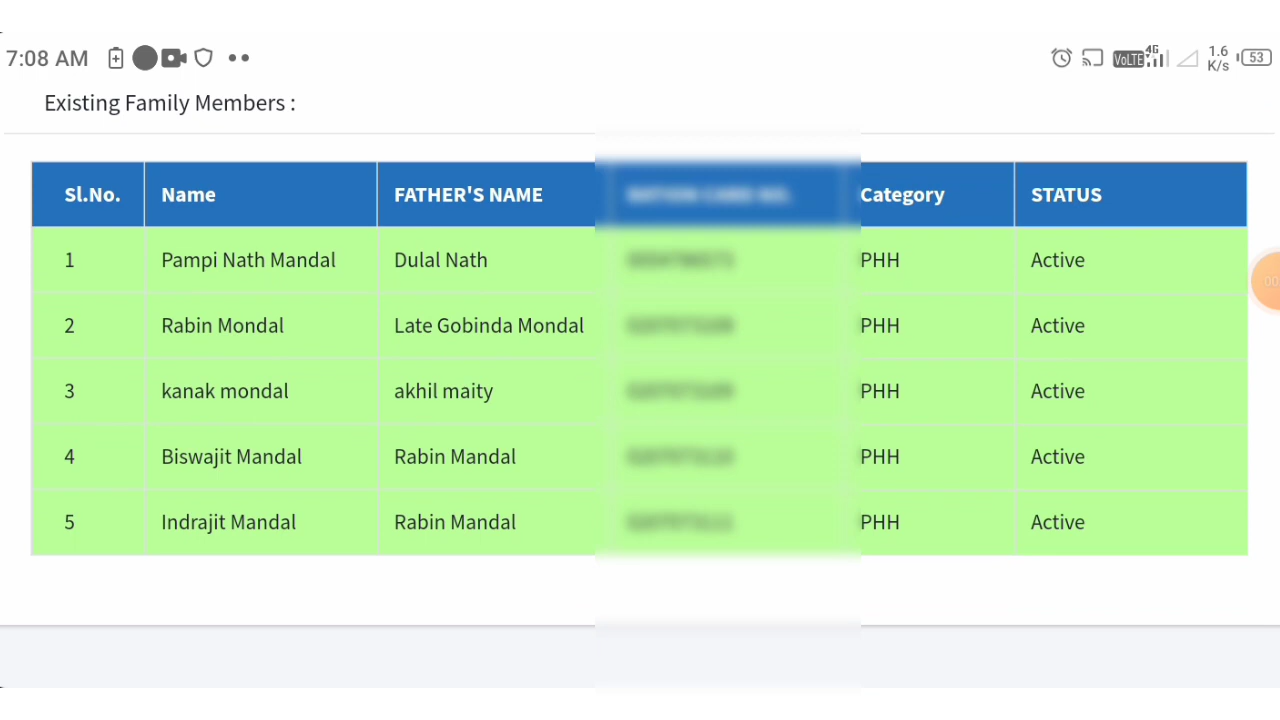 7:08 AM
VoLTE 4G 1.6 K/s 53
Existing Family Members :
Sl.No. Name FATHER'S NAME Category STATUS
1 Pampi Nath Mandal Dulal Nath PHH Active
2 Rabin Mondal Late Gobinda Mondal PHH Active
3 kanak mondal akhil maity PHH Active
4 Biswajit Mandal Rabin Mandal PHH Active
5 Indrajit Mandal Rabin Mandal PHH Active